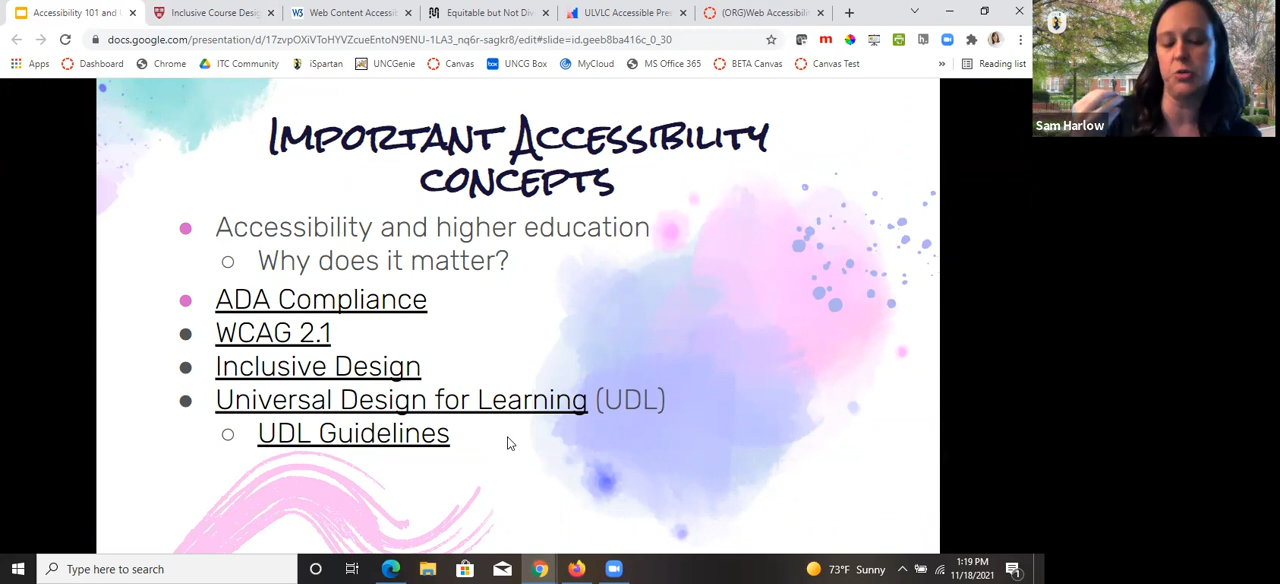 Accessibility 101 and
Inclusive Course Desig
Web Content Accessib
Equitable but Not Div
ULVLC Accessible Pres
(ORG)Web Accessibili
docs.google.com/presentation/d/17zvpOXiVToHYVZcueEntoN9ENU-1LA3_nq6r-sagkr8/edit#slide=id.geeb8ba416c_0_30
Apps
Dashboard
Chrome
ITC Community
iSpartan
UNCGenie
Canvas
UNCG Box
MyCloud
MS Office 365
BETA Canvas
Canvas Test
»
Reading list
Important Accessibility
concepts
Accessibility and higher education
Why does it matter?
ADA Compliance
WCAG 2.1
Inclusive Design
Universal Design for Learning (UDL)
UDL Guidelines
Sam Harlow
Type here to search
73°F Sunny
1:19 PM
11/18/2021
1